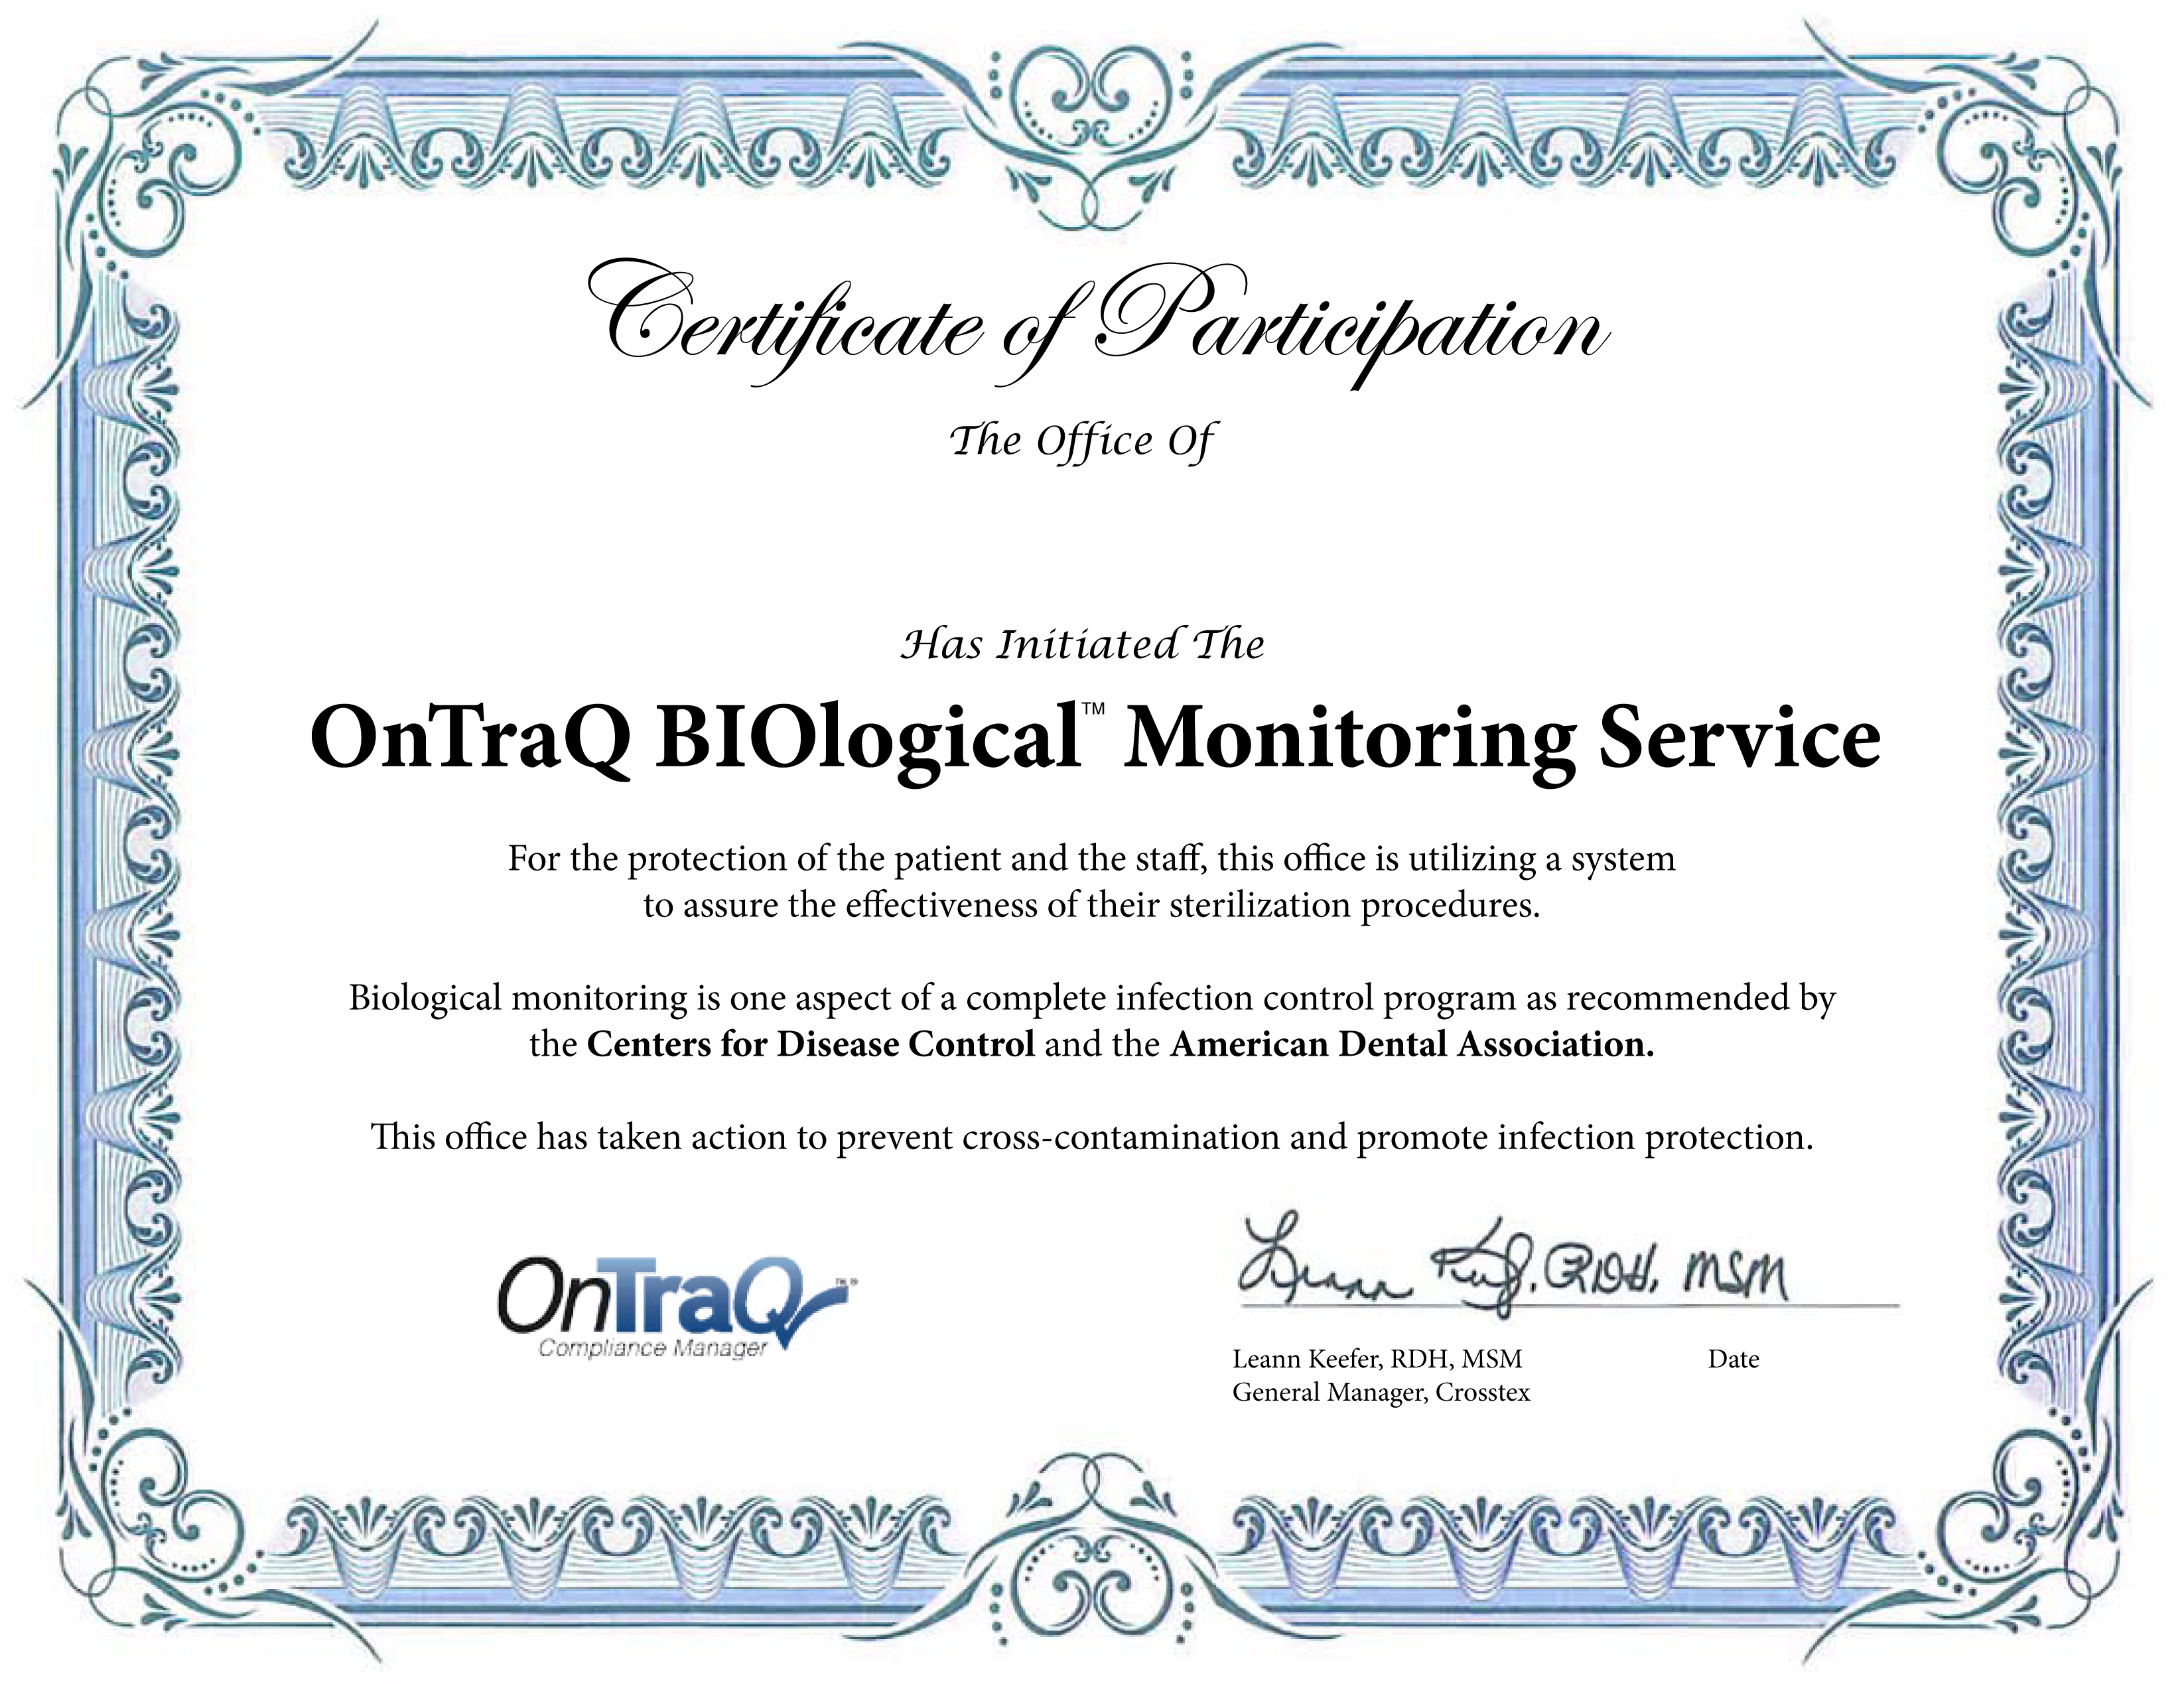 Certificate of Participation
The Office Of
Has Initiated The
OnTraQ BIOlogical™ Monitoring Service
For the protection of the patient and the staff, this office is utilizing a system
to assure the effectiveness of their sterilization procedures.
Biological monitoring is one aspect of a complete infection control program as recommended by
the Centers for Disease Control and the American Dental Association.
This office has taken action to prevent cross-contamination and promote infection protection.
OnTraQ™®
Compliance Manager
Leann Keefer, RDH, MSM
Leann Keefer, RDH, MSM Date
General Manager, Crosstex